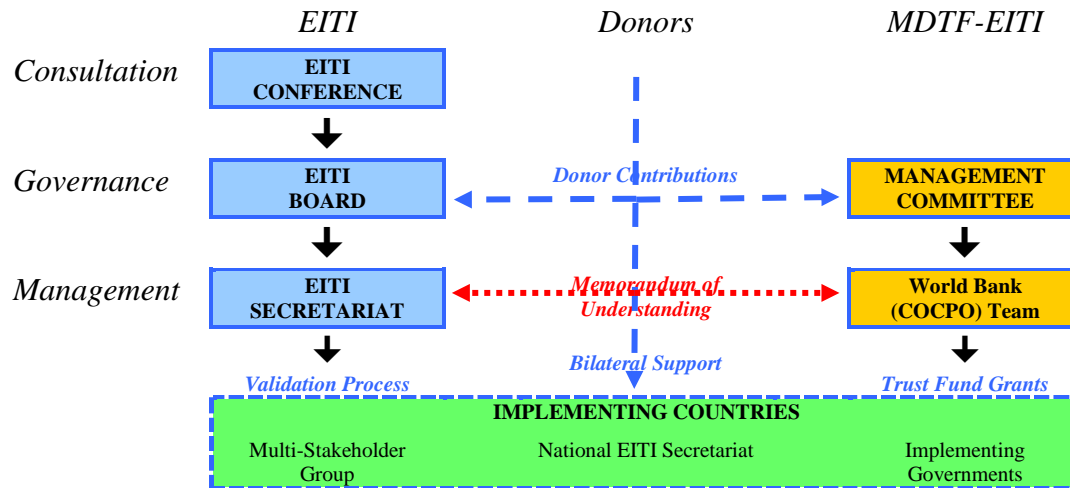 EITI
Donors
MDTF-EITI
Consultation
EITI
CONFERENCE
Governance
EITI
BOARD
Donor Contributions
MANAGEMENT
COMMITTEE
Management
EITI
SECRETARIAT
Memorandum of
Understanding
World Bank
(COCPO) Team
Validation Process
Bilateral Support
Trust Fund Grants
IMPLEMENTING COUNTRIES
Multi-Stakeholder
Group
National EITI Secretariat
Implementing
Governments